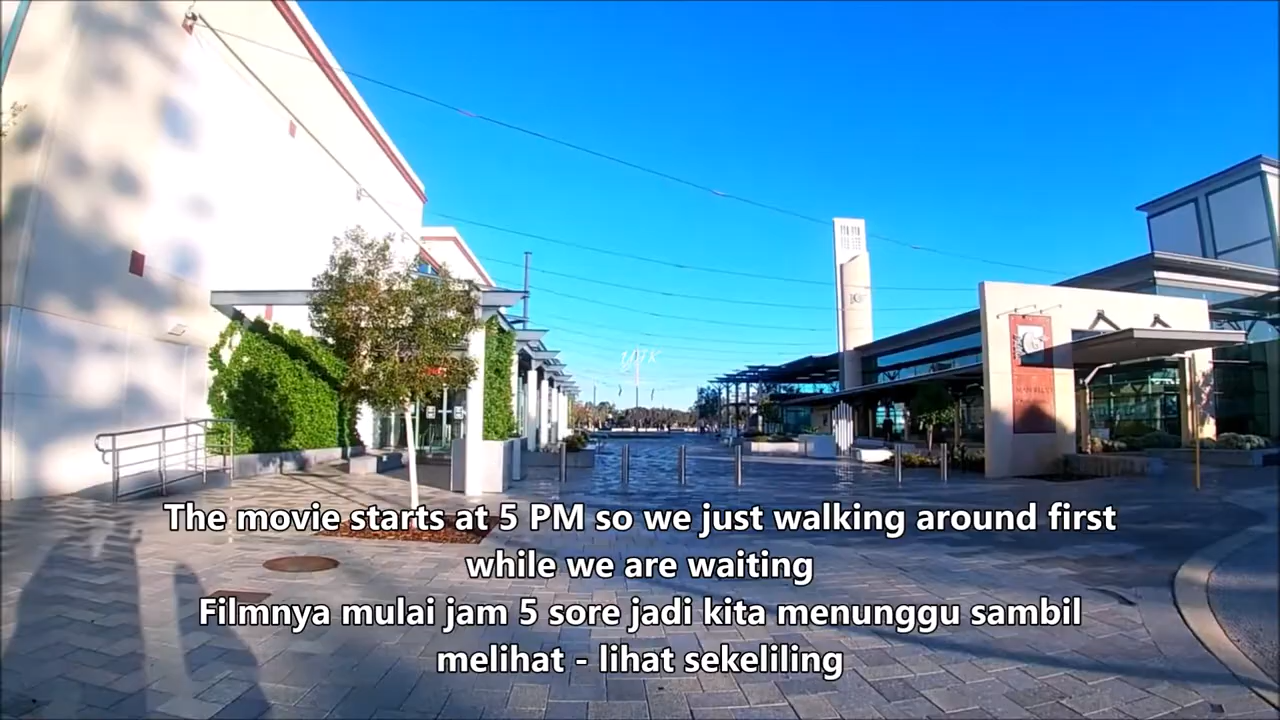 The movie starts at 5 PM so we just walking around first
while we are waiting
Filmnya mulai jam 5 sore jadi kita menunggu sambil
melihat - lihat sekeliling